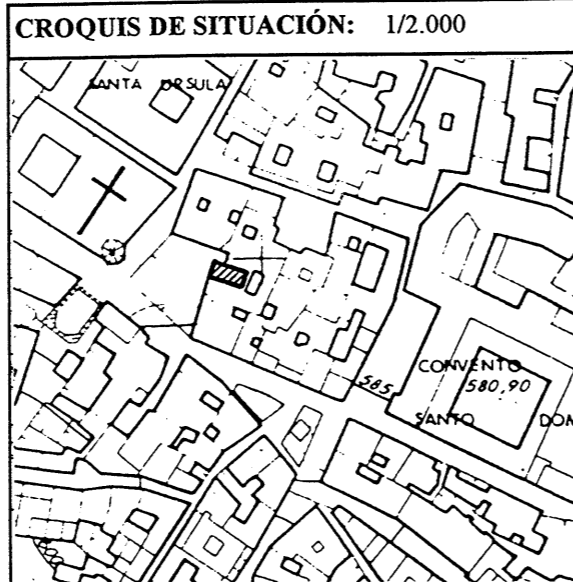 CROQUIS DE SITUACIÓN: 1/2.000
SANTA URSULA
585
CONVENTO
580,90
SANTO DOM